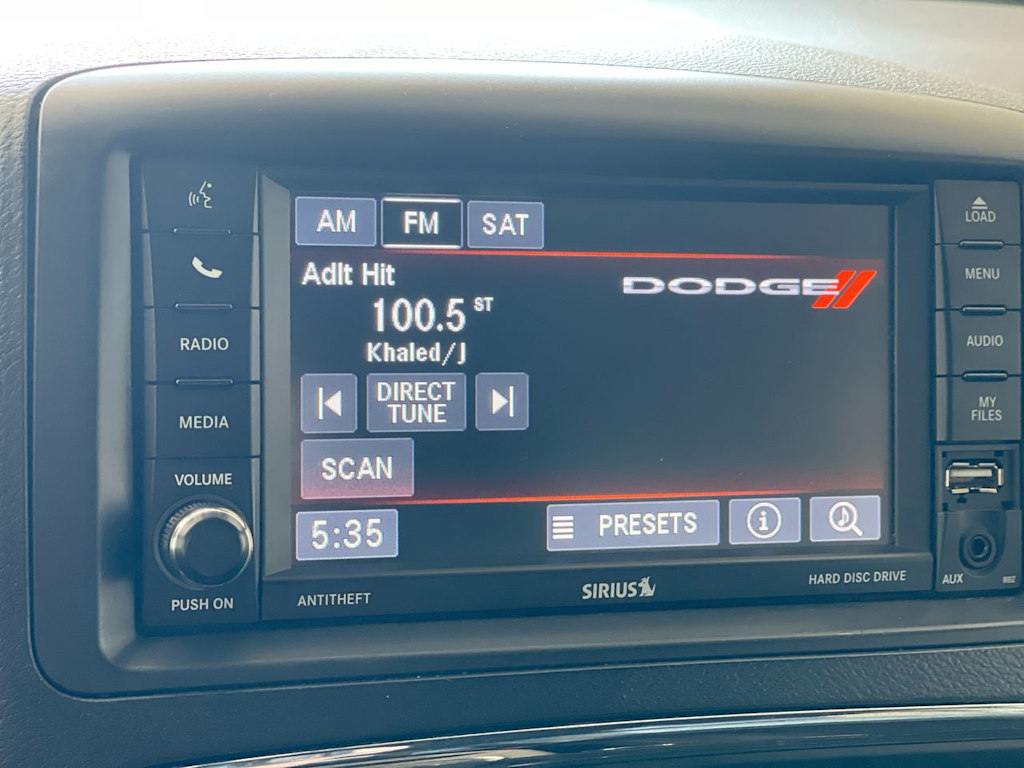 AM FM SAT
Adlt Hit
DODGE
100.5 ST
Khaled/J
DIRECT
TUNE
SCAN
5:35
PRESETS
i
RADIO
MEDIA
VOLUME
PUSH ON
ANTITHEFT
SIRIUS
HARD DISC DRIVE
LOAD
MENU
AUDIO
MY
FILES
AUX